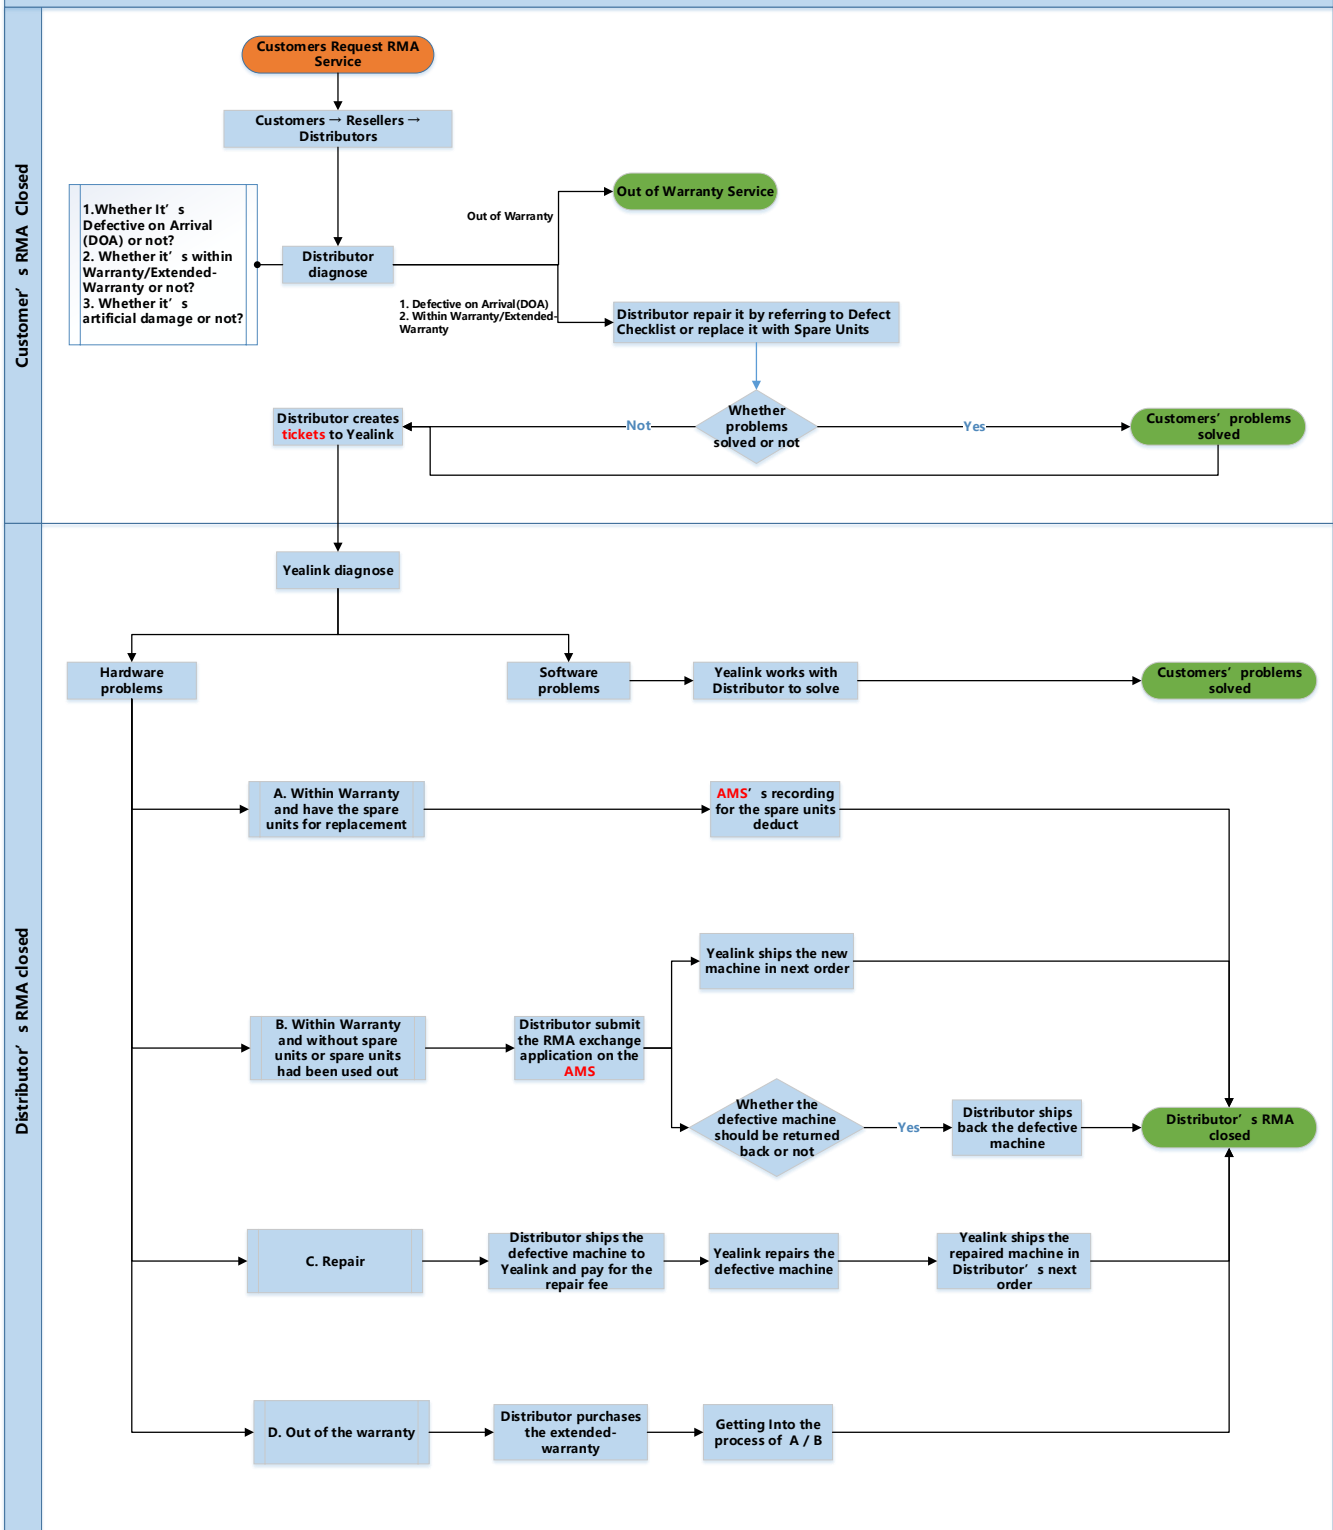 Customer’s RMA Closed
Customers Request RMA
Service
Customers → Resellers →
Distributors
1.Whether It’s
Defective on Arrival
(DOA) or not?
2. Whether it’s within
Warranty/Extended-
Warranty or not?
3. Whether it’s
artificial damage or not?
Distributor
diagnose
Out of Warranty
Out of Warranty Service
1. Defective on Arrival(DOA)
2. Within Warranty/Extended-
Warranty
Distributor repair it by referring to Defect
Checklist or replace it with Spare Units
Whether
problems
solved or not
Not
Yes
Distributor creates
tickets to Yealink
Customers’ problems
solved
Distributor’s RMA closed
Yealink diagnose
Hardware
problems
Software
problems
Yealink works with
Distributor to solve
Customers’ problems
solved
A. Within Warranty
and have the spare
units for replacement
AMS’s recording
for the spare units
deduct
Yealink ships the new
machine in next order
B. Within Warranty
and without spare
units or spare units
had been used out
Distributor submit
the RMA exchange
application on the
AMS
Whether the
defective machine
should be returned
back or not
Yes
Distributor ships
back the defective
machine
Distributor’s RMA
closed
C. Repair
Distributor ships the
defective machine to
Yealink and pay for the
repair fee
Yealink repairs the
defective machine
Yealink ships the
repaired machine in
Distributor’s next
order
D. Out of the warranty
Distributor purchases
the extended-
warranty
Getting Into the
process of A / B